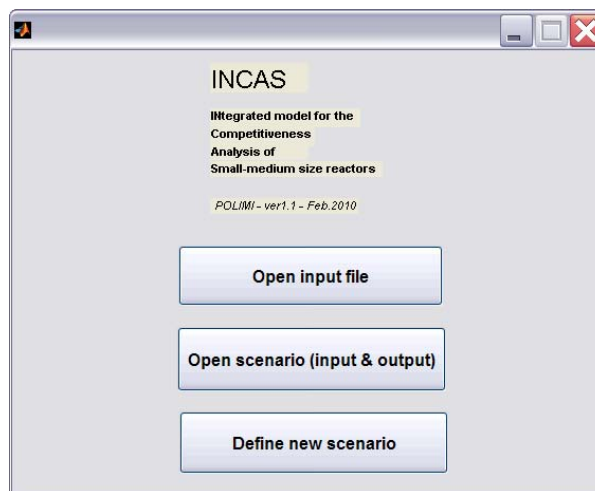 INCAS
INtegrated model for the
Competitiveness
Analysis of
Small-medium size reactors
POLIMI - ver1.1 - Feb.2010
Open input file
Open scenario (input & output)
Define new scenario